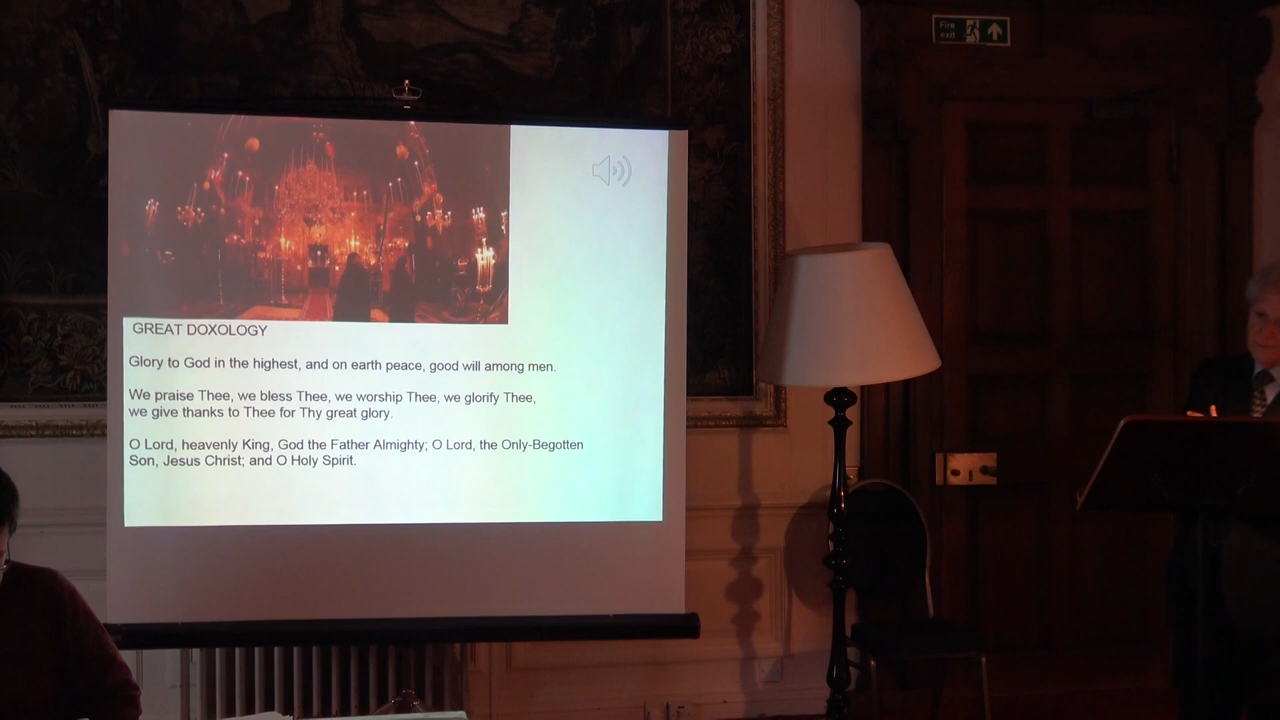 Fire
exit
GREAT DOXOLOGY
Glory to God in the highest, and on earth peace, good will among men.
We praise Thee, we bless Thee, we worship Thee, we glorify Thee,
we give thanks to Thee for Thy great glory.
O Lord, heavenly King, God the Father Almighty; O Lord, the Only-Begotten
Son, Jesus Christ; and O Holy Spirit.